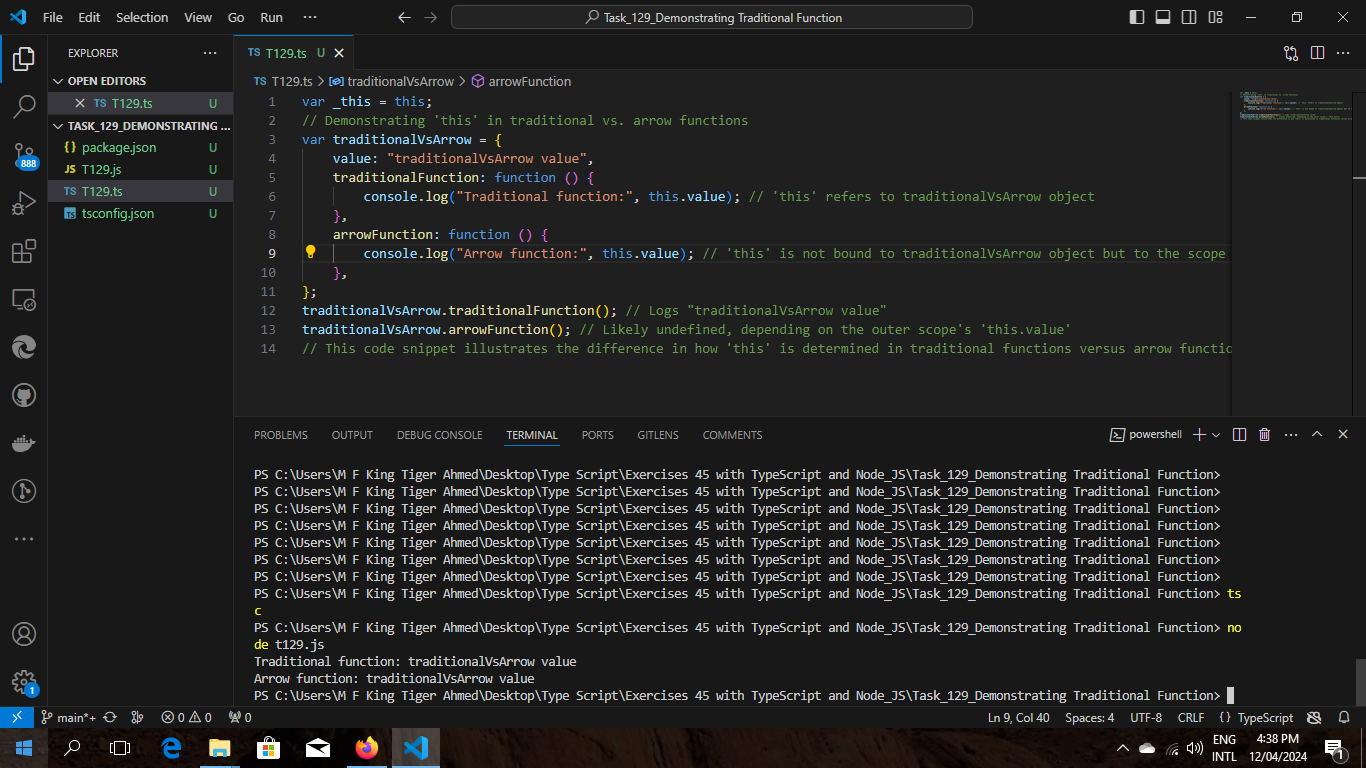 File Edit Selection View Go Run ···
Task_129_Demonstrating Traditional Function
EXPLORER
OPEN EDITORS
TS T129.ts U
TASK_129_DEMONSTRATING ...
{} package.json U
JS T129.js U
TS T129.ts U
TS tsconfig.json U
888
1
TS T129.ts U
TS T129.ts > traditionalVsArrow > arrowFunction
1 var _this = this;
2 // Demonstrating 'this' in traditional vs. arrow functions
3 var traditionalVsArrow = {
4 value: "traditionalVsArrow value",
5 traditionalFunction: function () {
6 console.log("Traditional function:", this.value); // 'this' refers to traditionalVsArrow object
7 },
8 arrowFunction: function () {
9 console.log("Arrow function:", this.value); // 'this' is not bound to traditionalVsArrow object but to the scope
10 },
11 };
12 traditionalVsArrow.traditionalFunction(); // Logs "traditionalVsArrow value"
13 traditionalVsArrow.arrowFunction(); // Likely undefined, depending on the outer scope's 'this.value'
14 // This code snippet illustrates the difference in how 'this' is determined in traditional functions versus arrow functio
PROBLEMS OUTPUT DEBUG CONSOLE TERMINAL PORTS GITLENS COMMENTS
powershell
PS C:\Users\M F King Tiger Ahmed\Desktop\Type Script\Exercises 45 with TypeScript and Node_JS\Task_129_Demonstrating Traditional Function>
PS C:\Users\M F King Tiger Ahmed\Desktop\Type Script\Exercises 45 with TypeScript and Node_JS\Task_129_Demonstrating Traditional Function>
PS C:\Users\M F King Tiger Ahmed\Desktop\Type Script\Exercises 45 with TypeScript and Node_JS\Task_129_Demonstrating Traditional Function>
PS C:\Users\M F King Tiger Ahmed\Desktop\Type Script\Exercises 45 with TypeScript and Node_JS\Task_129_Demonstrating Traditional Function>
PS C:\Users\M F King Tiger Ahmed\Desktop\Type Script\Exercises 45 with TypeScript and Node_JS\Task_129_Demonstrating Traditional Function>
PS C:\Users\M F King Tiger Ahmed\Desktop\Type Script\Exercises 45 with TypeScript and Node_JS\Task_129_Demonstrating Traditional Function>
PS C:\Users\M F King Tiger Ahmed\Desktop\Type Script\Exercises 45 with TypeScript and Node_JS\Task_129_Demonstrating Traditional Function>
PS C:\Users\M F King Tiger Ahmed\Desktop\Type Script\Exercises 45 with TypeScript and Node_JS\Task_129_Demonstrating Traditional Function> ts
c
PS C:\Users\M F King Tiger Ahmed\Desktop\Type Script\Exercises 45 with TypeScript and Node_JS\Task_129_Demonstrating Traditional Function> no
de t129.js
Traditional function: traditionalVsArrow value
Arrow function: traditionalVsArrow value
PS C:\Users\M F King Tiger Ahmed\Desktop\Type Script\Exercises 45 with TypeScript and Node_JS\Task_129_Demonstrating Traditional Function>
main*+ 0 0 0 Ln 9, Col 40 Spaces: 4 UTF-8 CRLF {} TypeScript
ENG 4:38 PM
INTL 12/04/2024 1